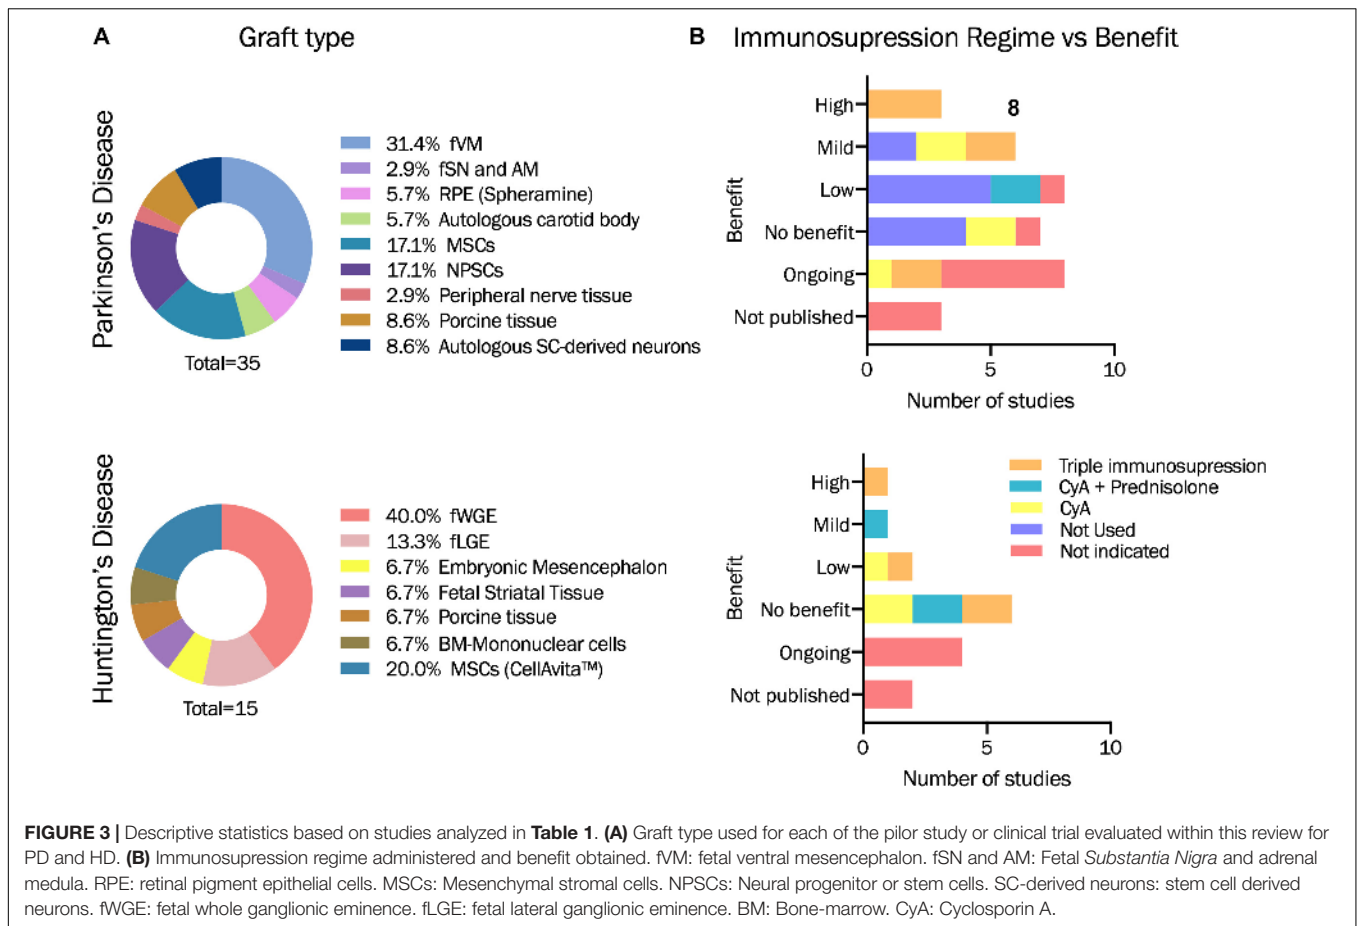 A
Graft type
Parkinson's Disease
31.4% fVM
2.9% fSN and AM
5.7% RPE (Spheramine)
5.7% Autologous carotid body
17.1% MSCs
17.1% NPSCs
2.9% Peripheral nerve tissue
8.6% Porcine tissue
8.6% Autologous SC-derived neurons
Total=35
Huntington's Disease
40.0% fWGE
13.3% fLGE
6.7% Embryonic Mesencephalon
6.7% Fetal Striatal Tissue
6.7% Porcine tissue
6.7% BM-Mononuclear cells
20.0% MSCs (CellAvita™)
Total=15
B
Immunosupression Regime vs Benefit
Benefit
High
8
Mild
Low
No benefit
Ongoing
Not published
0 5 10
Number of studies
Benefit
High
Mild
Low
No benefit
Ongoing
Not published
0 5 10
Number of studies
Triple immunosupression
CyA + Prednisolone
CyA
Not Used
Not indicated
FIGURE 3 | Descriptive statistics based on studies analyzed in Table 1. (A) Graft type used for each of the pilor study or clinical trial evaluated within this review for
PD and HD. (B) Immunosupression regime administered and benefit obtained. fVM: fetal ventral mesencephalon. fSN and AM: Fetal Substantia Nigra and adrenal
medula. RPE: retinal pigment epithelial cells. MSCs: Mesenchymal stromal cells. NPSCs: Neural progenitor or stem cells. SC-derived neurons: stem cell derived
neurons. fWGE: fetal whole ganglionic eminence. fLGE: fetal lateral ganglionic eminence. BM: Bone-marrow. CyA: Cyclosporin A.